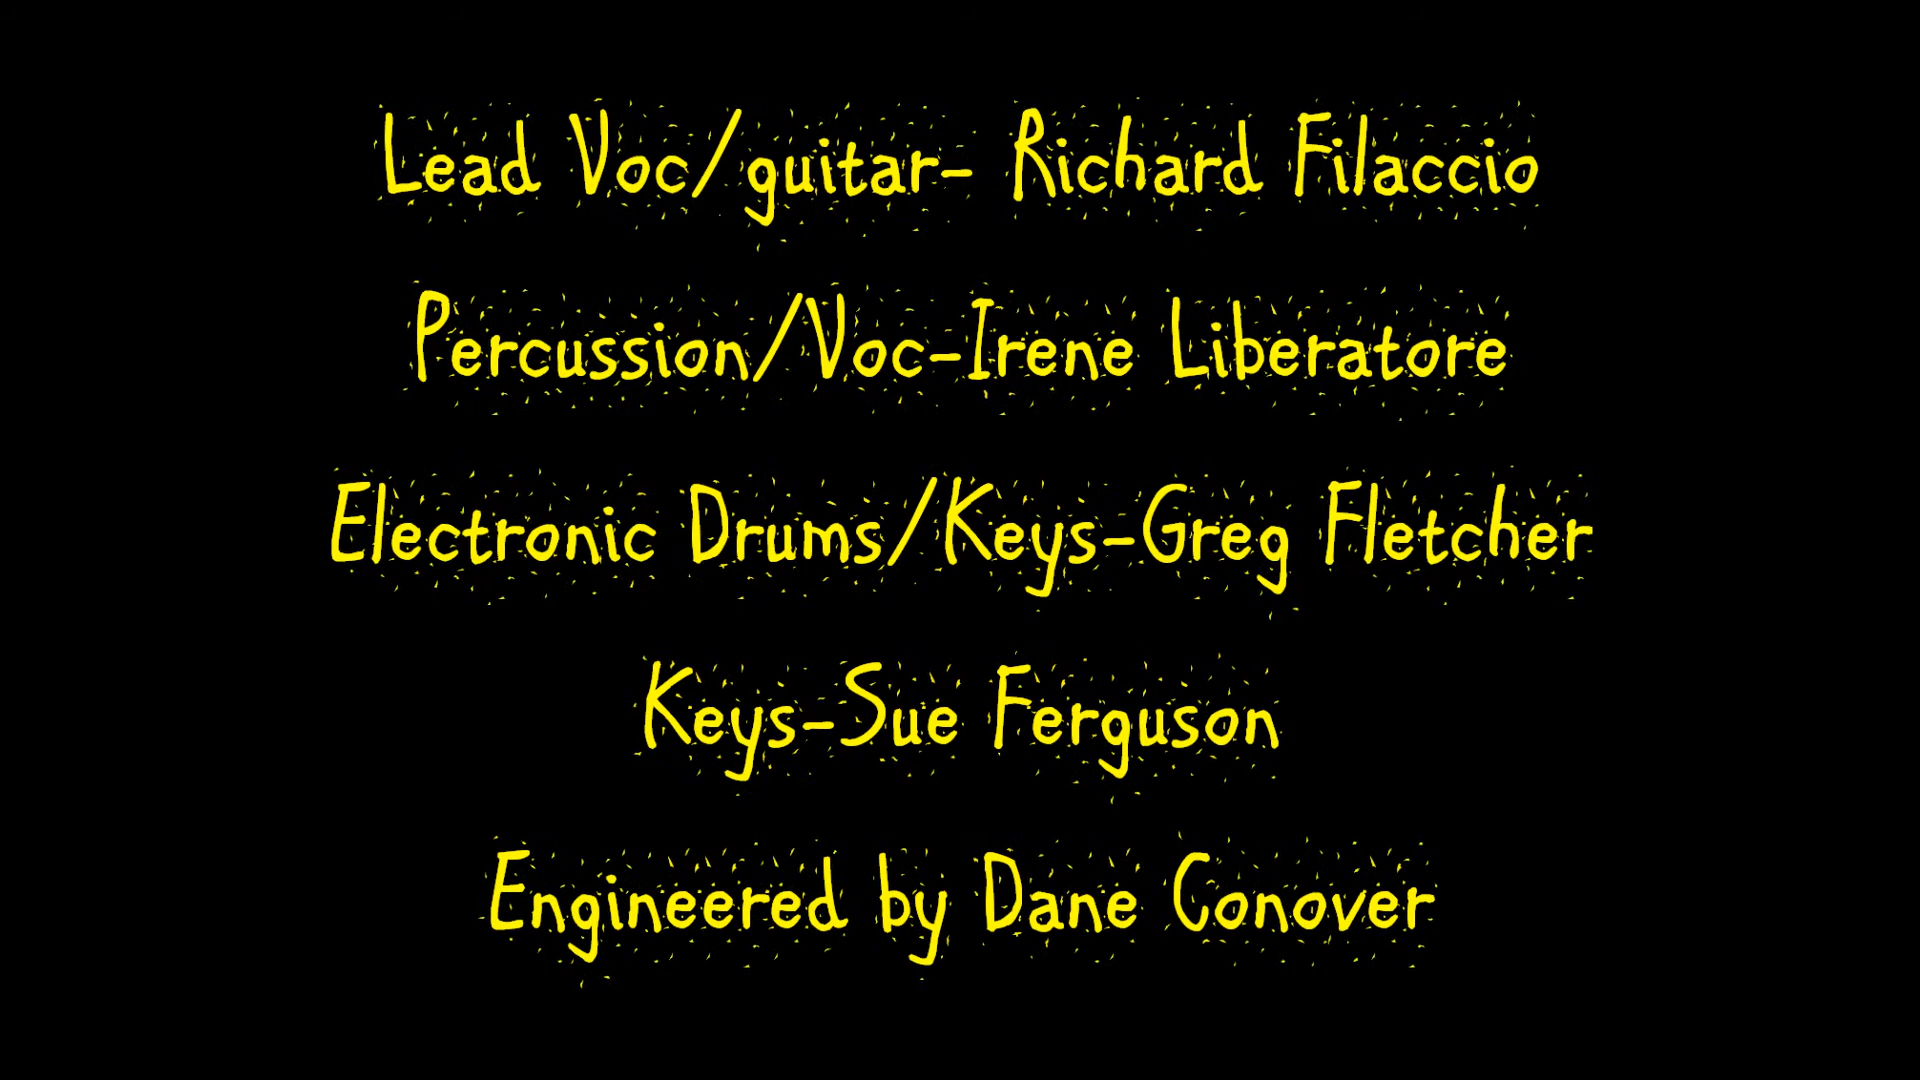 Lead Voc/guitar- Richard Filaccio
Percussion/Voc-Irene Liberatore
Electronic Drums/Keys-Greg Fletcher
Keys-Sue Ferguson
Engineered by Dane Conover